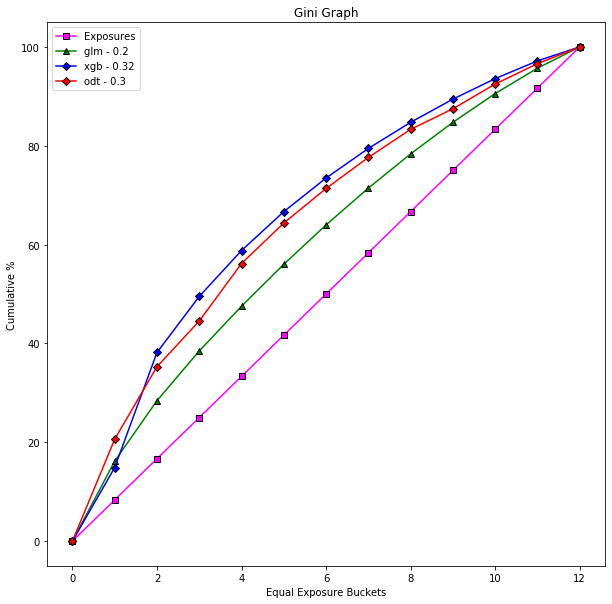 Gini Graph
Exposures
glm - 0.2
xgb - 0.32
odt - 0.3
100
80
60
40
20
0
Cumulative %
0 2 4 6 8 10 12
Equal Exposure Buckets